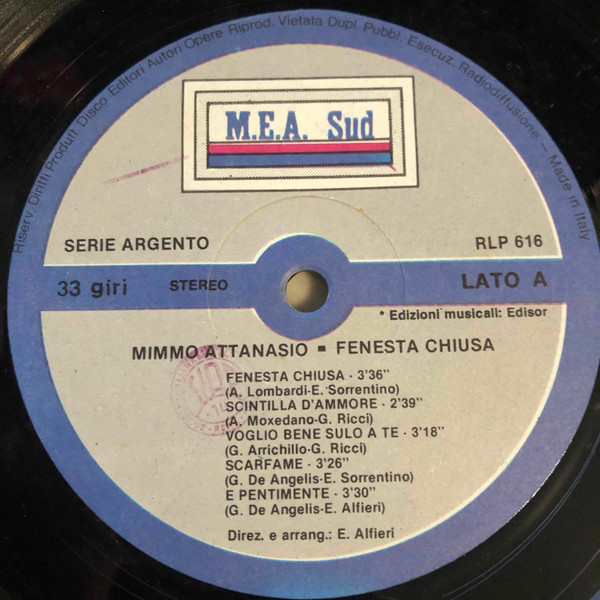 Riserv. Diritti Produtt. Disco Editori Autori Opere Riprod. Vietata Dupl. Pubbl. Esecuz. Radiodiffusione – Made in Italy
M.E.A. Sud
SERIE ARGENTO
RLP 616
33 giri STEREO LATO A
* Edizioni musicali: Edisor
MIMMO ATTANASIO - FENESTA CHIUSA
FENESTA CHIUSA - 3'36"
(A. Lombardi-E. Sorrentino)
SCINTILLA D'AMMORE - 2'39"
(A. Moxedano-G. Ricci)
VOGLIO BENE SULO A TE - 3'18"
(G. Arrichillo-G. Ricci)
SCARFAME - 3'26"
(G. De Angelis-E. Sorrentino)
E PENTIMENTE - 3'30"
(G. De Angelis-E. Alfieri)
Direz. e arrang.: E. Alfieri